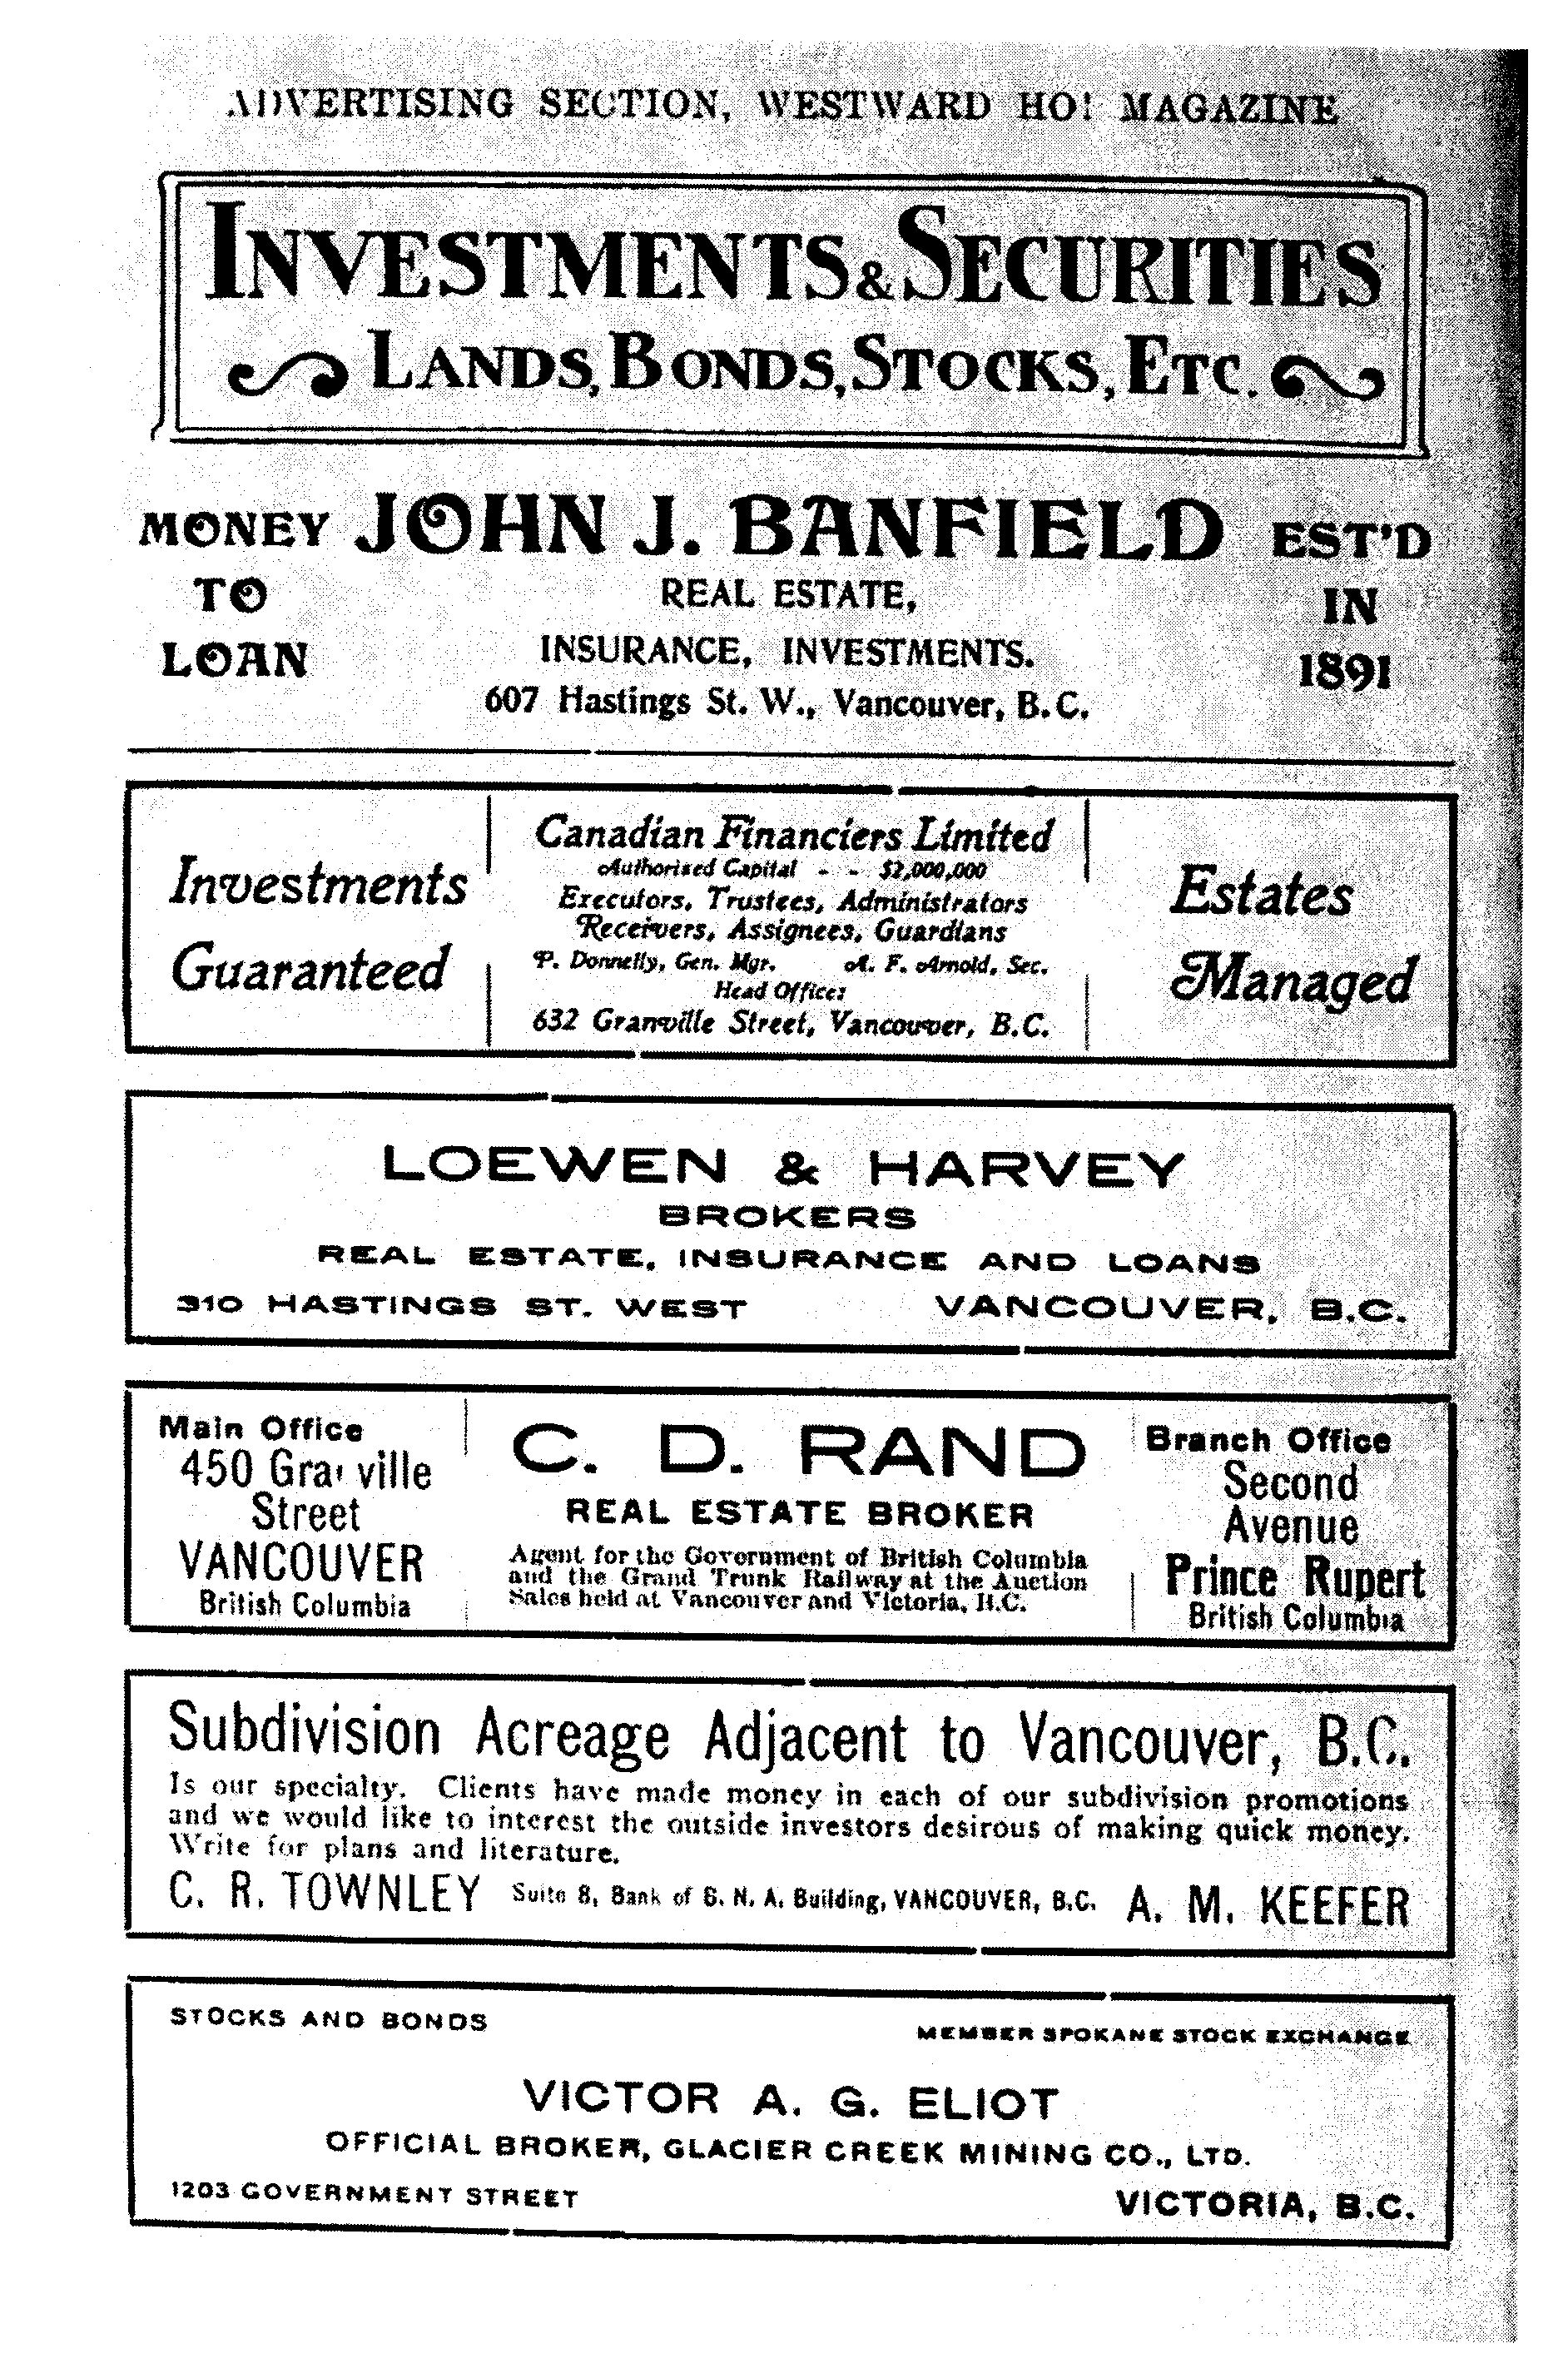 ADVERTISING SECTION, WESTWARD HO! MAGAZINE
INVESTMENTS & SECURITIES
LANDS, BONDS, STOCKS, ETC.
MONEY TO LOAN
JOHN J. BANFIELD
REAL ESTATE,
INSURANCE, INVESTMENTS.
607 Hastings St. W., Vancouver, B.C.
EST'D IN 1891
Investments
Guaranteed
Canadian Financiers Limited
Authorized Capital - - $2,000,000
Executors, Trustees, Administrators
Receivers, Assignees, Guardians
P. Donnelly, Gen. Mgr. A. F. Arnold, Sec.
Head Office:
632 Granville Street, Vancouver, B.C.
Estates
Managed
LOEWEN & HARVEY
BROKERS
REAL ESTATE, INSURANCE AND LOANS
310 HASTINGS ST. WEST VANCOUVER, B.C.
Main Office
450 Granville
Street
VANCOUVER
British Columbia
C. D. RAND
REAL ESTATE BROKER
Agent for the Government of British Columbia
and the Grand Trunk Railway at the Auction
Sales held at Vancouver and Victoria, B.C.
Branch Office
Second
Avenue
Prince Rupert
British Columbia
Subdivision Acreage Adjacent to Vancouver, B.C.
Is our specialty. Clients have made money in each of our subdivision promotions
and we would like to interest the outside investors desirous of making quick money.
Write for plans and literature.
C. R. TOWNLEY Suite 8, Bank of B. N. A. Building, VANCOUVER, B.C. A. M. KEEFER
STOCKS AND BONDS MEMBER SPOKANE STOCK EXCHANGE
VICTOR A. G. ELIOT
OFFICIAL BROKER, GLACIER CREEK MINING CO., LTD.
1203 GOVERNMENT STREET VICTORIA, B.C.